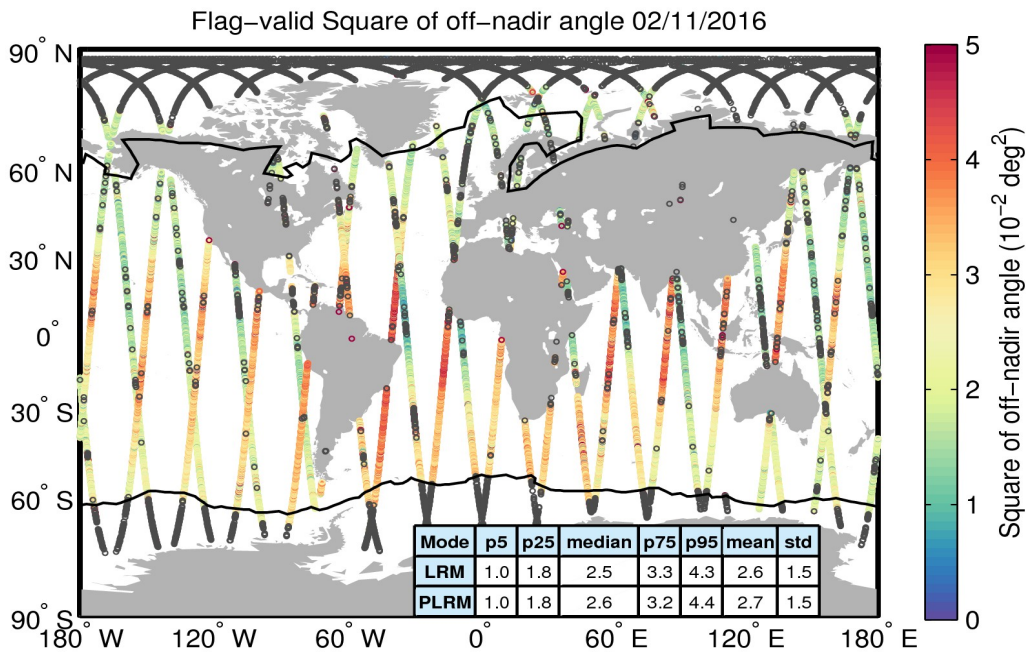 Flag−valid Square of off−nadir angle 02/11/2016
90° N
60° N
30° N
0°
30° S
60° S
90° S
180° W
120° W
60° W
0°
60° E
120° E
180° E
Mode p5 p25 median p75 p95 mean std
LRM 1.0 1.8 2.5 3.3 4.3 2.6 1.5
PLRM 1.0 1.8 2.6 3.2 4.4 2.7 1.5
5
4
3
2
1
0
Square of off−nadir angle (10⁻² deg²)